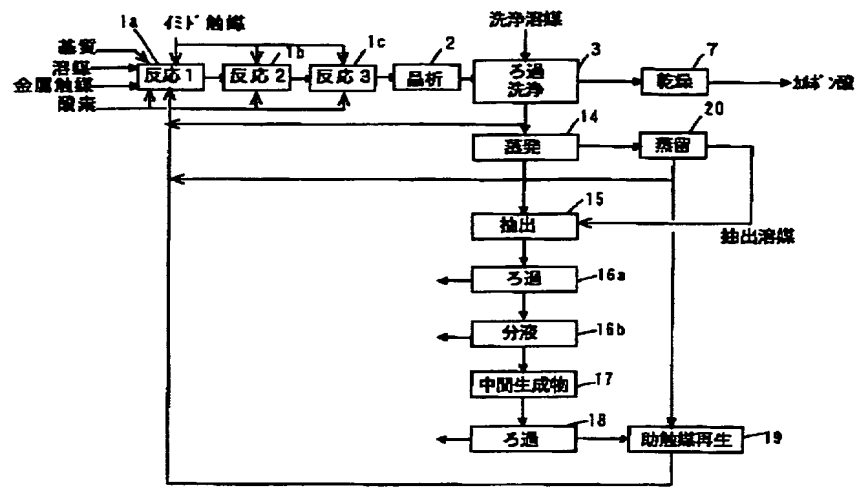 1a ｲﾐﾄﾞ触媒 洗浄溶媒
基質 1b 1c 2 3 7
溶媒 反応1 反応2 反応3 晶析 ろ過 乾燥 ｶﾙﾎﾞﾝ酸
金属触媒 洗浄
酸素
14 20
蒸発 蒸留
15
抽出 抽出溶媒
ろ過 16a
分液 16b
中間生成物 17
18
ろ過 助触媒再生 19